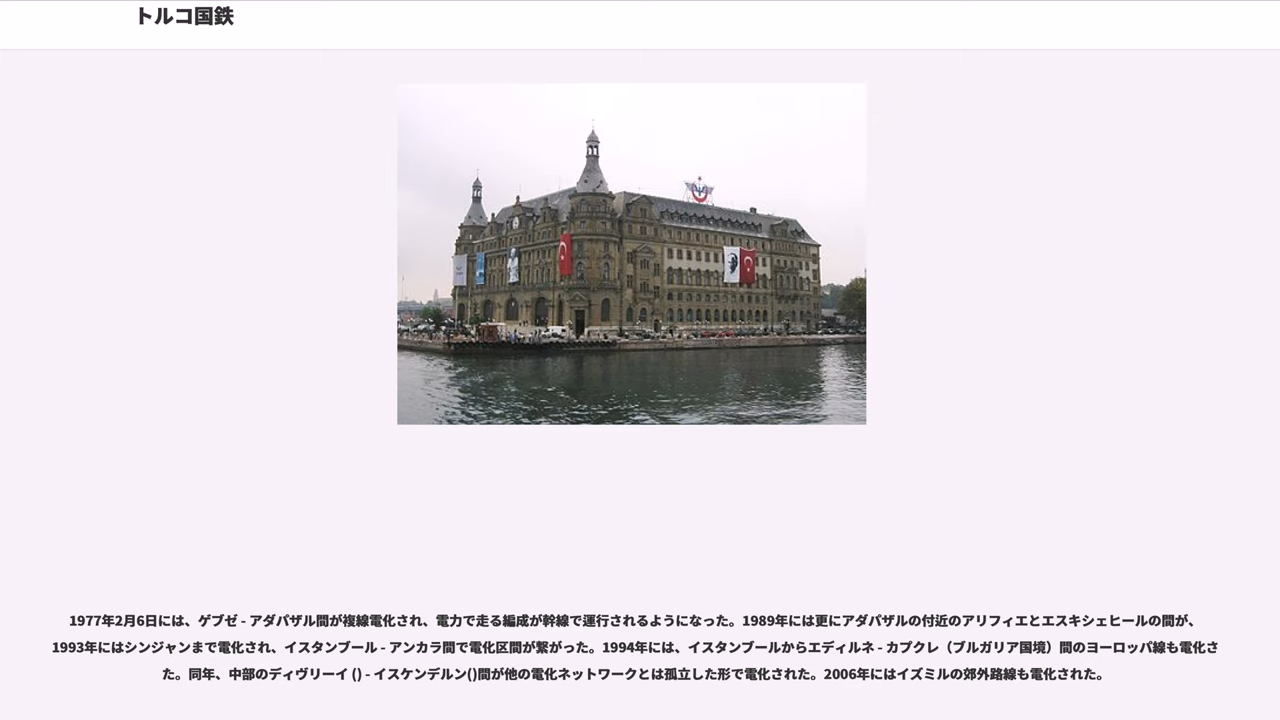 トルコ国鉄
1977年2月6日には、ゲブゼ - アダパザル間が複線電化され、電力で走る編成が幹線で運行されるようになった。1989年には更にアダパザルの付近のアリフィエとエスキシェヒールの間が、
1993年にはシンジャンまで電化され、イスタンブール - アンカラ間で電化区間が繋がった。1994年には、イスタンブールからエディルネ - カプクレ（ブルガリア国境）間のヨーロッパ線も電化さ
た。同年、中部のディヴリーイ () - イスケンデルン()間が他の電化ネットワークとは孤立した形で電化された。2006年にはイズミルの郊外路線も電化された。